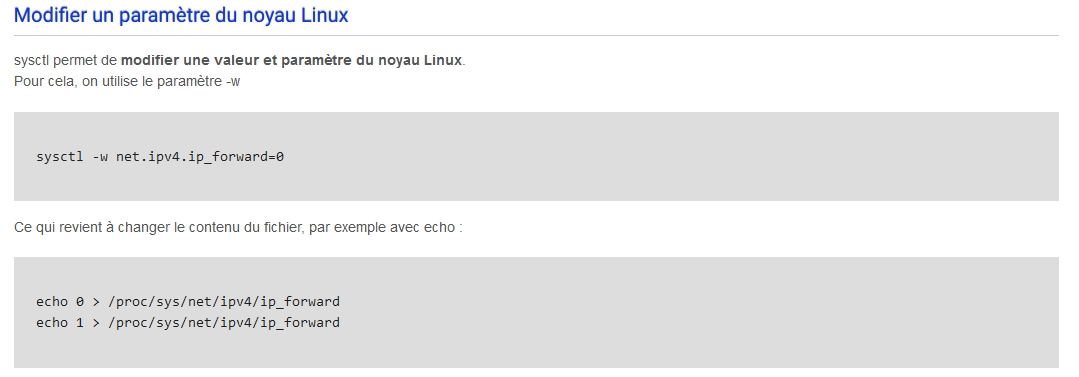 Modifier un paramètre du noyau Linux
sysctl permet de modifier une valeur et paramètre du noyau Linux.
Pour cela, on utilise le paramètre -w
sysctl -w net.ipv4.ip_forward=0
Ce qui revient à changer le contenu du fichier, par exemple avec echo :
echo 0 > /proc/sys/net/ipv4/ip_forward
echo 1 > /proc/sys/net/ipv4/ip_forward